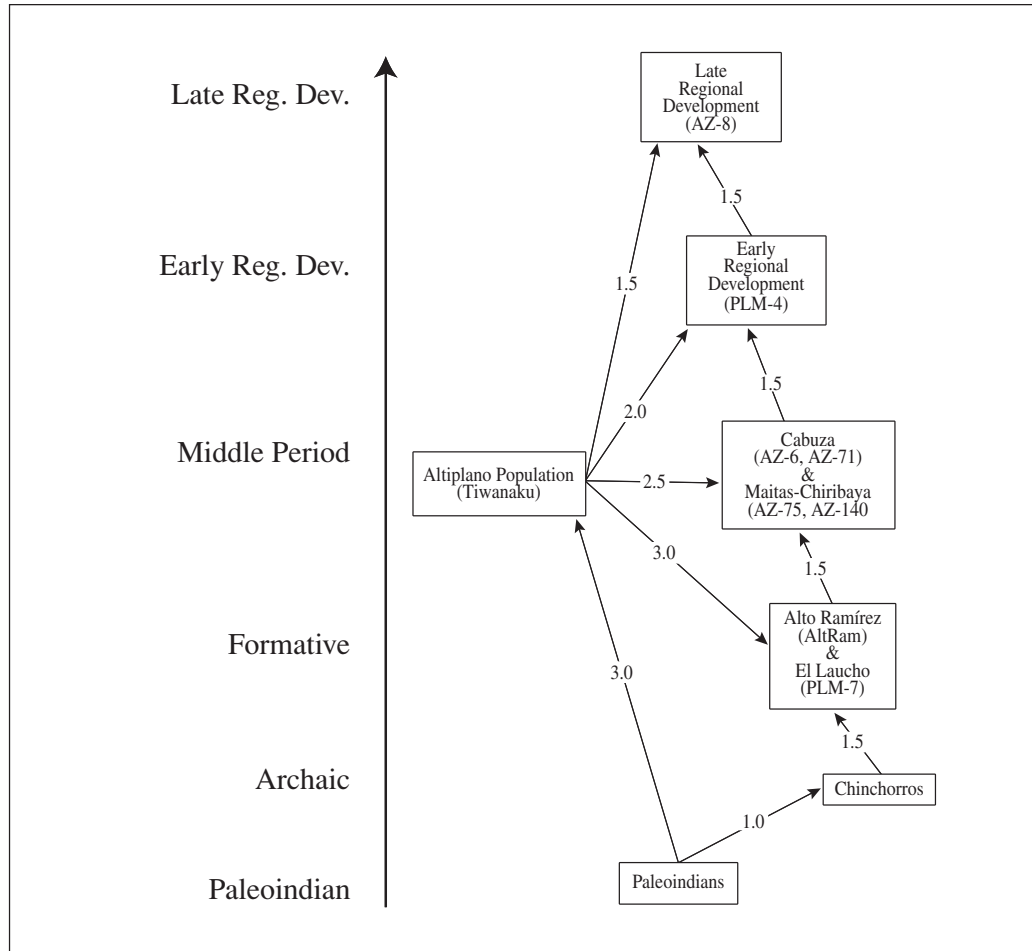 Late Reg. Dev.
Late
Regional
Development
(AZ-8)
1.5
Early Reg. Dev.
Early
Regional
Development
(PLM-4)
1.5
2.0
1.5
Middle Period
Altiplano Population
(Tiwanaku)
2.5
Cabuza
(AZ-6, AZ-71)
&
Maitas-Chiribaya
(AZ-75, AZ-140
3.0
1.5
Formative
Alto Ramírez
(AltRam)
&
El Laucho
(PLM-7)
3.0
1.5
Archaic
Chinchorros
1.0
Paleoindian
Paleoindians